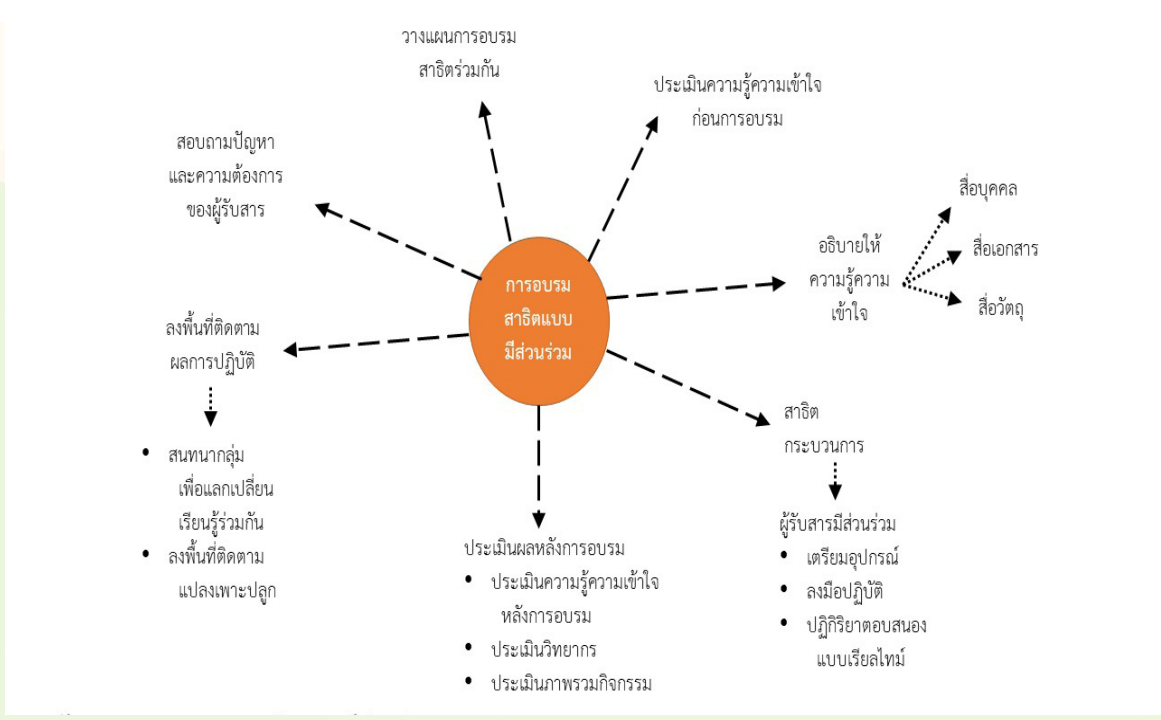 วางแผนการอบรม
สาธิตร่วมกัน
ประเมินความรู้ความเข้าใจ
ก่อนการอบรม
สอบถามปัญหา
และความต้องการ
ของผู้รับสาร
สื่อบุคคล
สื่อเอกสาร
สื่อวัตถุ
อธิบายให้
ความรู้ความ
เข้าใจ
การอบรม
สาธิตแบบ
มีส่วนร่วม
ลงพื้นที่ติดตาม
ผลการปฏิบัติ
• สนทนากลุ่ม
เพื่อแลกเปลี่ยน
เรียนรู้ร่วมกัน
• ลงพื้นที่ติดตาม
แปลงเพาะปลูก
สาธิต
กระบวนการ
ผู้รับสารมีส่วนร่วม
• เตรียมอุปกรณ์
• ลงมือปฏิบัติ
• ปฏิกิริยาตอบสนอง
แบบเรียลไทม์
ประเมินผลหลังการอบรม
• ประเมินความรู้ความเข้าใจ
หลังการอบรม
• ประเมินวิทยากร
• ประเมินภาพรวมกิจกรรม